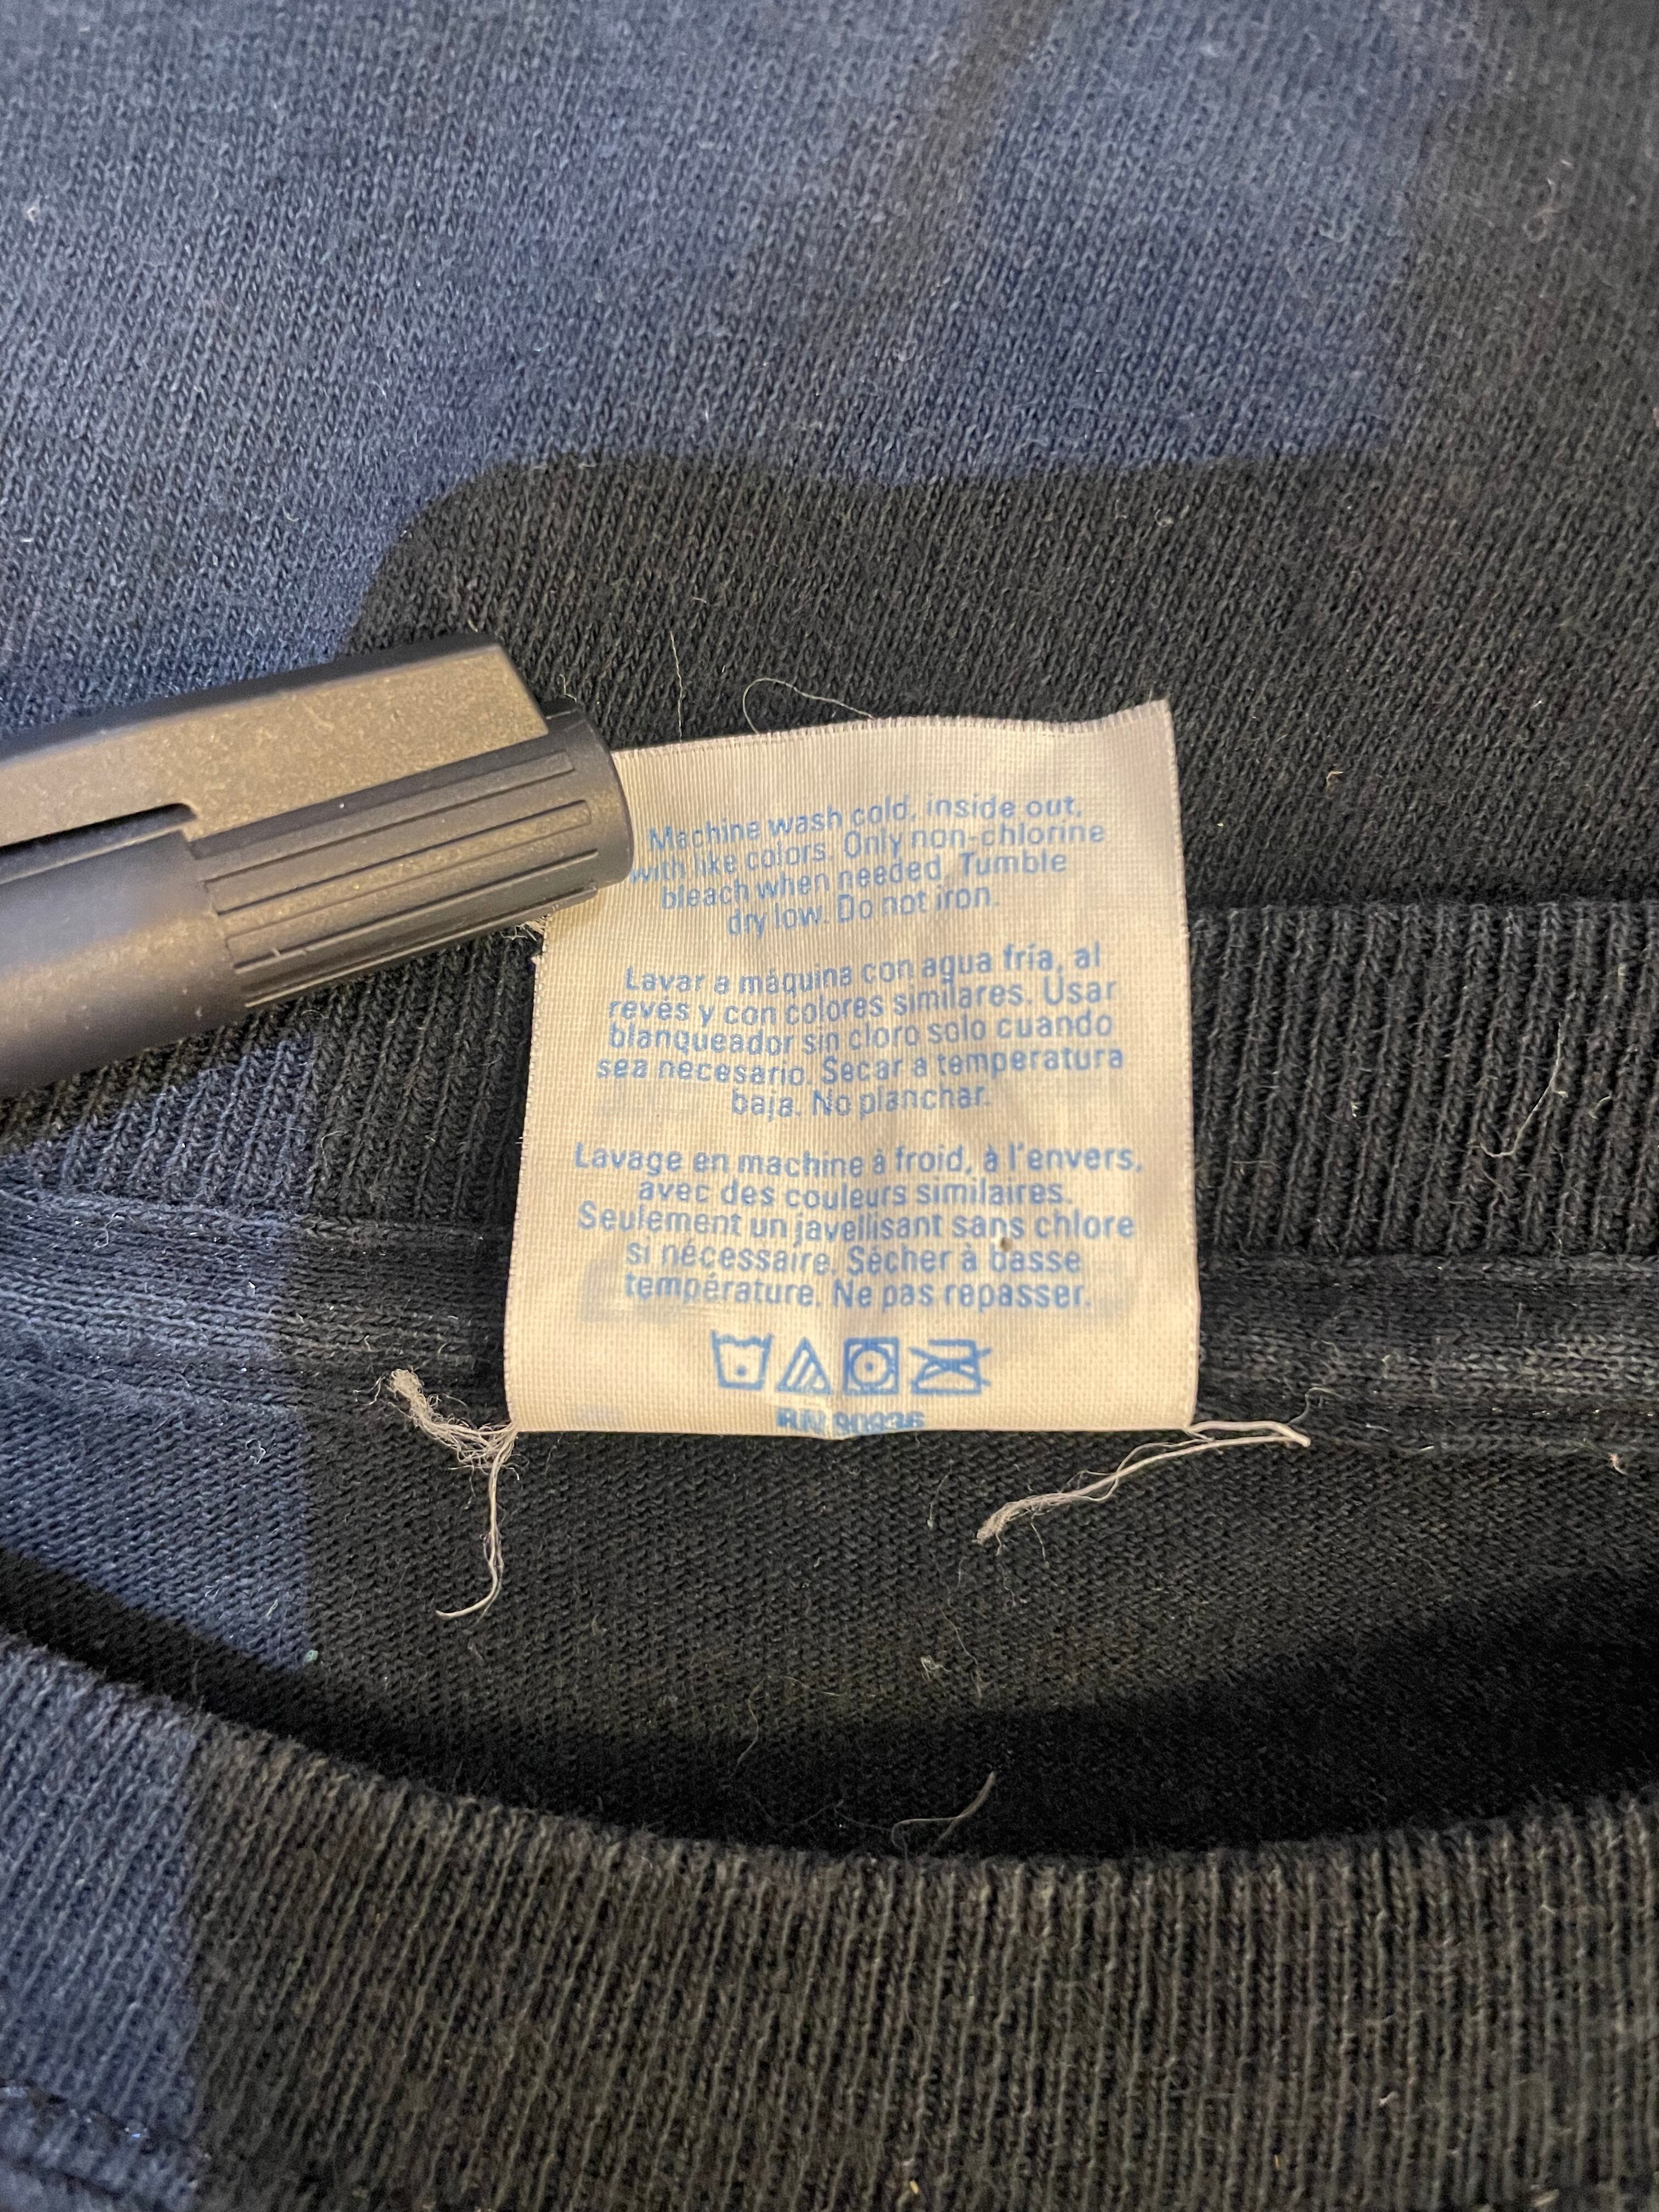 Machine wash cold, inside out,
with like colors. Only non-chlorine
bleach when needed. Tumble
dry low. Do not iron.
Lavar a máquina con agua fría, al
revés y con colores similares. Usar
blanqueador sin cloro solo cuando
sea necesario. Secar a temperatura
baja. No planchar.
Lavage en machine à froid, à l'envers,
avec des couleurs similaires.
Seulement un javellisant sans chlore
si nécessaire. Sécher à basse
température. Ne pas repasser.
RN 90936